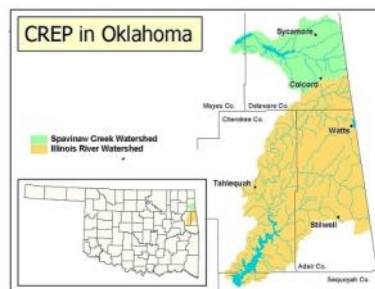 CREP in Oklahoma
Sycamore
Colcord
Mayes Co.
Delaware Co.
Cherokee Co.
Spavinaw Creek Watershed
Illinois River Watershed
Watts
Tahlequah
Stilwell
Adair Co.
Sequoyah Co.